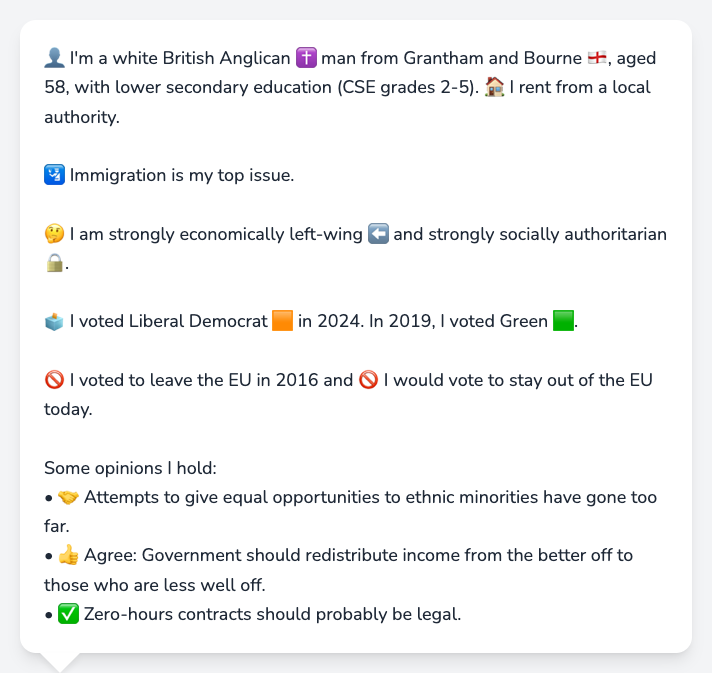 👤 I'm a white British Anglican ✝️ man from Grantham and Bourne 🏴󠁧󠁢󠁥󠁮󠁧󠁿, aged
58, with lower secondary education (CSE grades 2-5). 🏠 I rent from a local
authority.
🛂 Immigration is my top issue.
🤔 I am strongly economically left-wing ⬅️ and strongly socially authoritarian
🔒.
🗳️ I voted Liberal Democrat 🟧 in 2024. In 2019, I voted Green 🟩.
🚫 I voted to leave the EU in 2016 and 🚫 I would vote to stay out of the EU
today.
Some opinions I hold:
• 🤝 Attempts to give equal opportunities to ethnic minorities have gone too
far.
• 👍 Agree: Government should redistribute income from the better off to
those who are less well off.
• ✅ Zero-hours contracts should probably be legal.